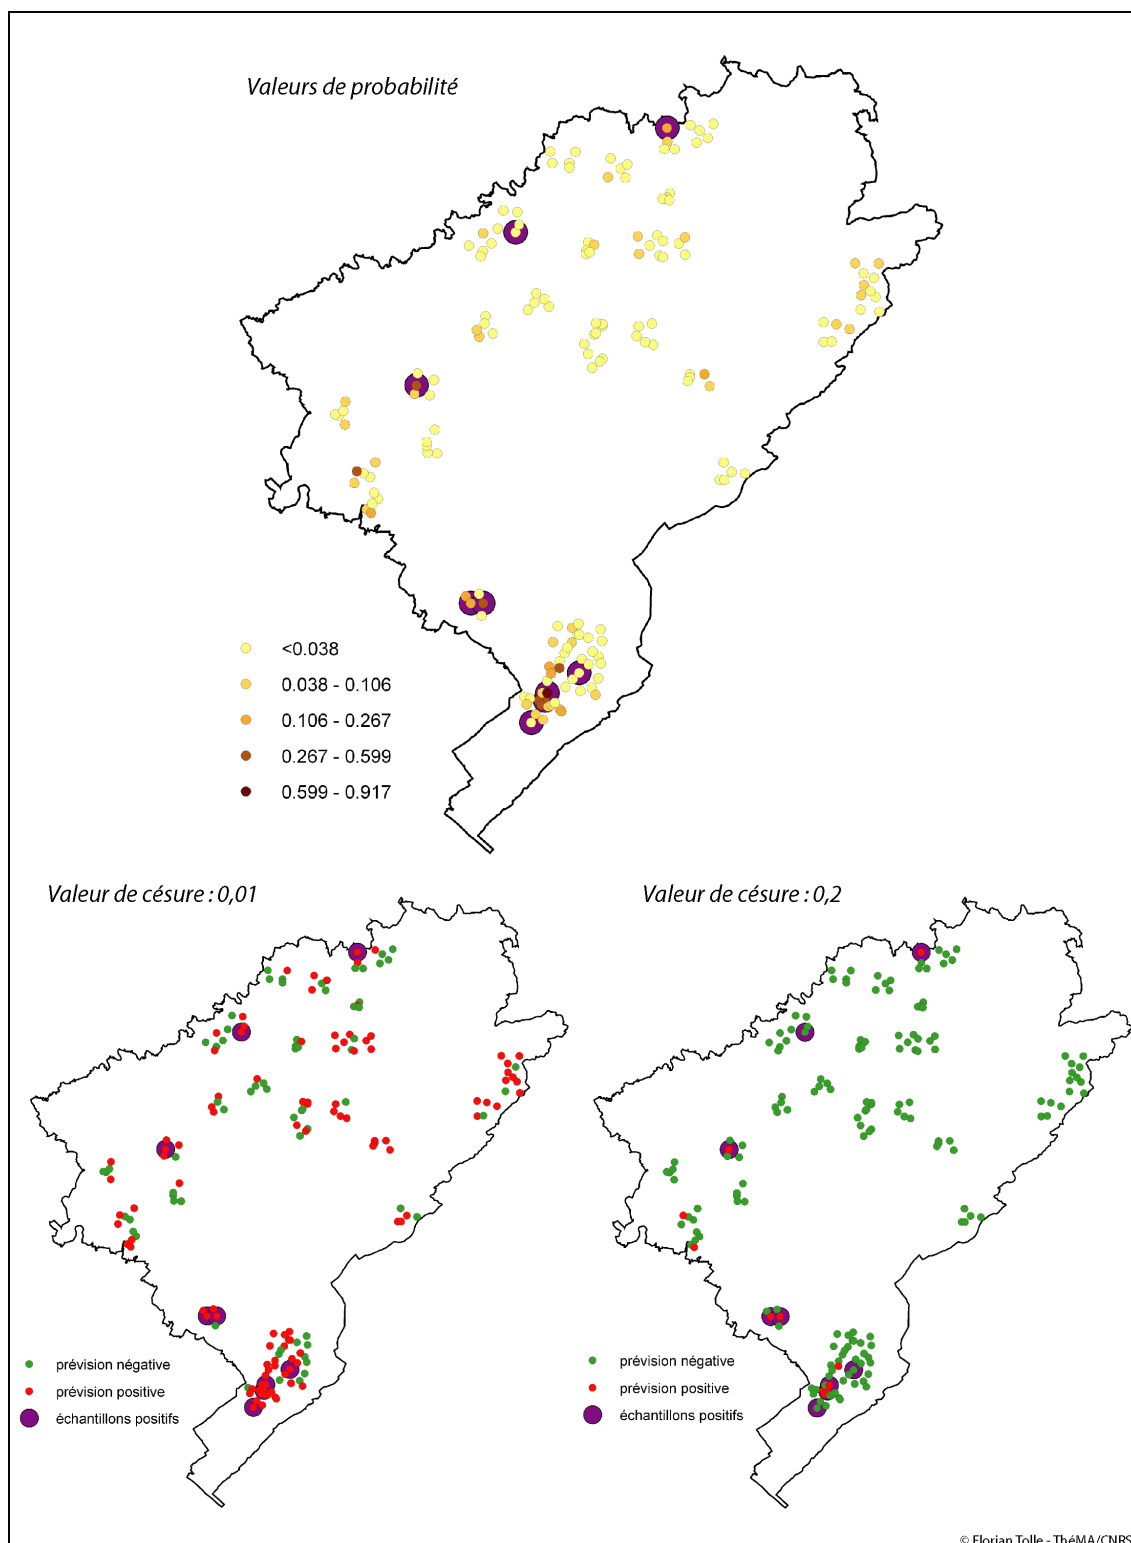 Valeurs de probabilité
<0.038
0.038 - 0.106
0.106 - 0.267
0.267 - 0.599
0.599 - 0.917
Valeur de césure : 0,01
Valeur de césure : 0,2
prévision négative
prévision positive
échantillons positifs
prévision négative
prévision positive
échantillons positifs
© Florian Tolle - ThéMA/CNRS